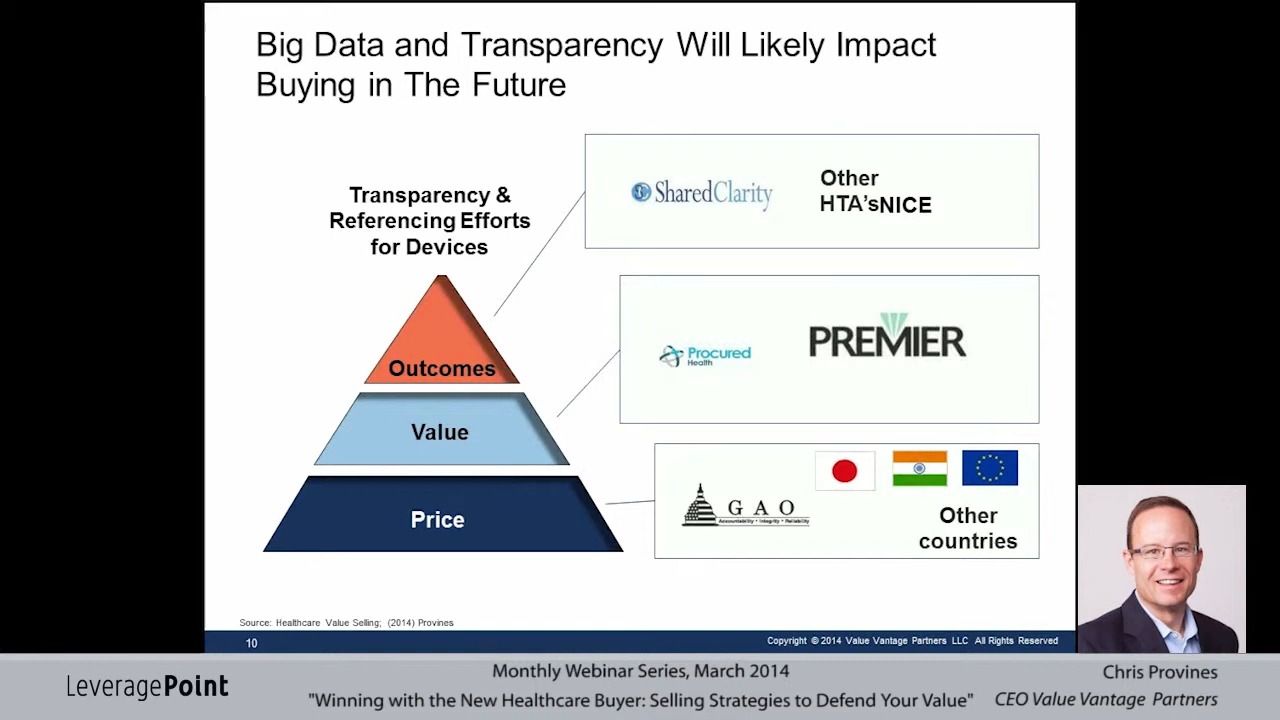 Big Data and Transparency Will Likely Impact
Buying in The Future
Transparency &
Referencing Efforts
for Devices
SharedClarity
Other
HTA'sNICE
Outcomes
Procured
Health
PREMIER
Value
Price
GAO
Accountability • Integrity • Reliability
Other
countries
Source: Healthcare Value Selling; (2014) Provines
10
Copyright © 2014 Value Vantage Partners LLC All Rights Reserved
LeveragePoint
Monthly Webinar Series, March 2014
"Winning with the New Healthcare Buyer: Selling Strategies to Defend Your Value"
Chris Provines
CEO Value Vantage Partners